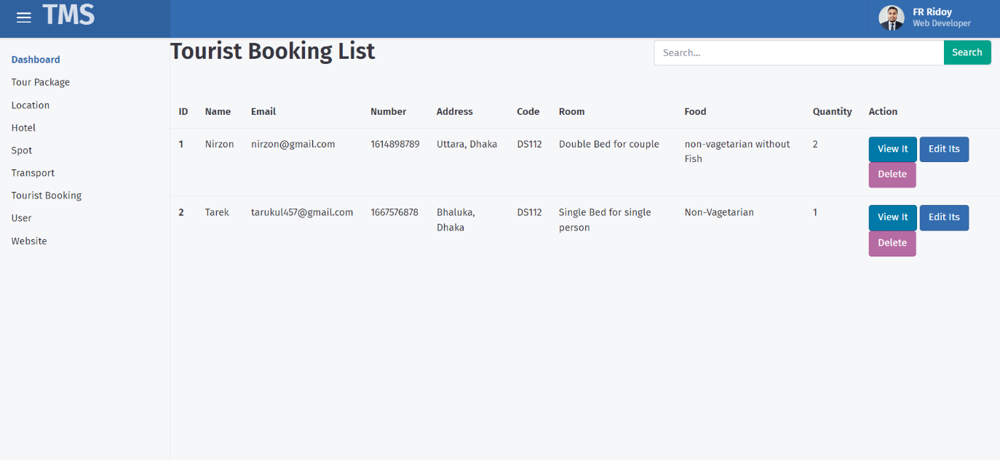 TMS
FR Ridoy
Web Developer
Dashboard
Tour Package
Location
Hotel
Spot
Transport
Tourist Booking
User
Website
Tourist Booking List
Search...
Search
ID Name Email Number Address Code Room Food Quantity Action
1 Nirzon nirzon@gmail.com 1614898789 Uttara, Dhaka DS112 Double Bed for couple non-vagetarian without 2 View It Edit Its
Fish
Delete
2 Tarek tarukul457@gmail.com 1667576878 Bhaluka, DS112 Single Bed for single Non-Vagetarian 1 View It Edit Its
Dhaka person
Delete